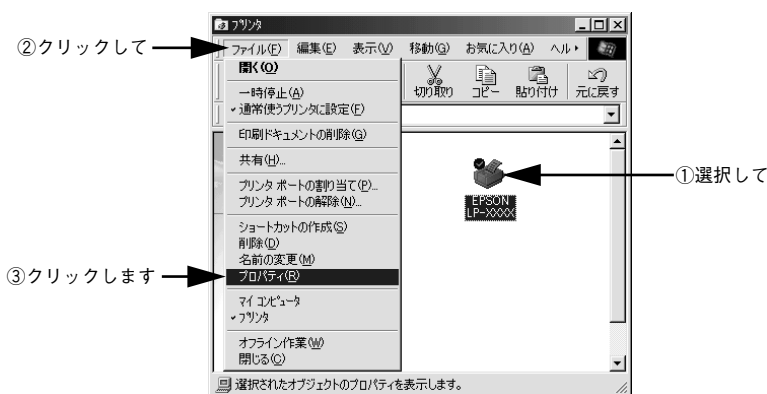 プリンタ
②クリックして
ファイル(F) 編集(E) 表示(V) 移動(G) お気に入り(A) ヘル
切り取り コピー 貼り付け 元に戻す
開く(O)
一時停止(A)
通常使うプリンタに設定(F)
印刷ドキュメントの削除(G)
共有(H)...
プリンタ ポートの割り当て(P)...
プリンタ ポートの解除(N)...
ショートカットの作成(S)
削除(D)
名前の変更(M)
プロパティ(R)
マイ コンピュータ
プリンタ
オフライン作業(W)
閉じる(C)
①選択して
EPSON
LP-XXXX
③クリックします
選択されたオブジェクトのプロパティを表示します。